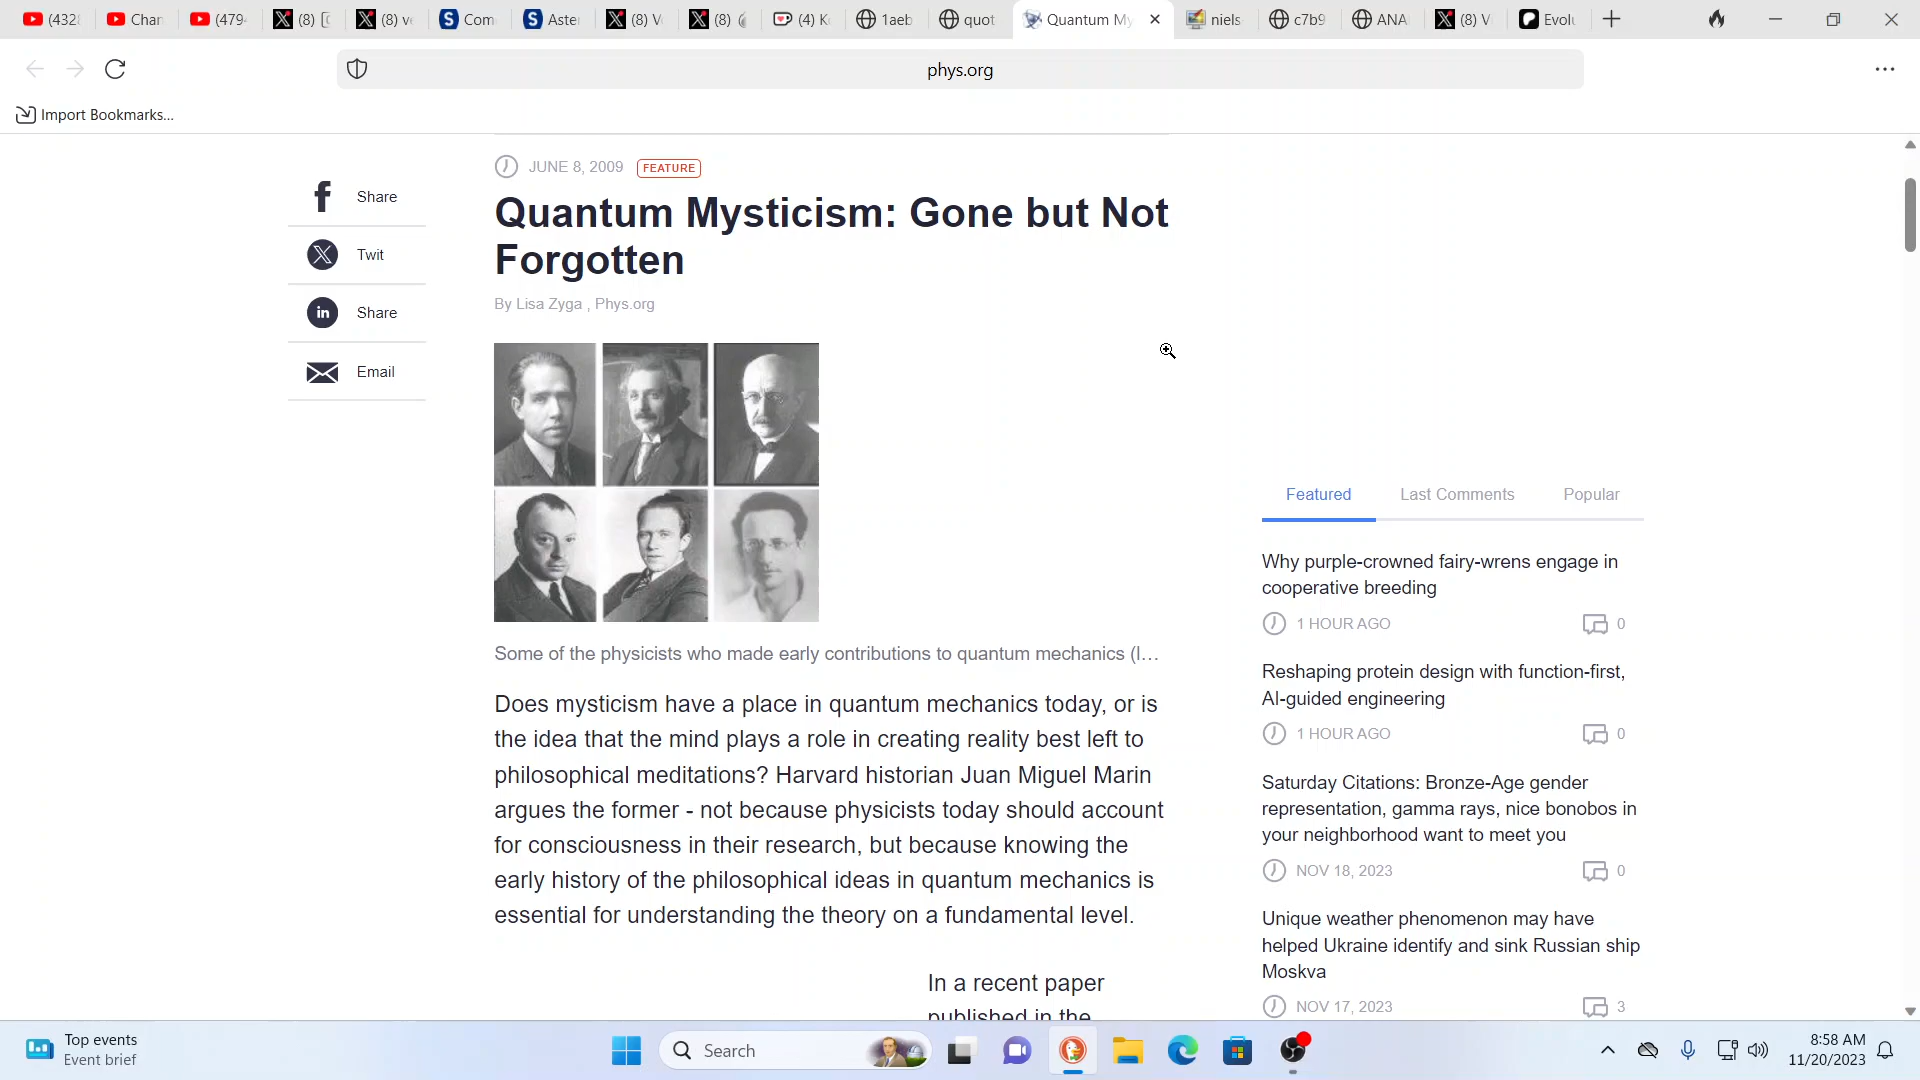 (432
Chan
(479
(8) [
(8) ve
Com
Aste
(8) V
(8)
(4) K
1aeb
quot
Quantum My
niels
c7b9
ANA
(8) V
Evolu
phys.org
Import Bookmarks...
Share
Twit
Share
Email
JUNE 8, 2009 FEATURE
Quantum Mysticism: Gone but Not
Forgotten
By Lisa Zyga , Phys.org
Some of the physicists who made early contributions to quantum mechanics (l...
Does mysticism have a place in quantum mechanics today, or is
the idea that the mind plays a role in creating reality best left to
philosophical meditations? Harvard historian Juan Miguel Marin
argues the former - not because physicists today should account
for consciousness in their research, but because knowing the
early history of the philosophical ideas in quantum mechanics is
essential for understanding the theory on a fundamental level.
In a recent paper
published in the
Featured Last Comments Popular
Why purple-crowned fairy-wrens engage in
cooperative breeding
1 HOUR AGO 0
Reshaping protein design with function-first,
AI-guided engineering
1 HOUR AGO 0
Saturday Citations: Bronze-Age gender
representation, gamma rays, nice bonobos in
your neighborhood want to meet you
NOV 18, 2023 0
Unique weather phenomenon may have
helped Ukraine identify and sink Russian ship
Moskva
NOV 17, 2023 3
Top events
Event brief
Search
8:58 AM
11/20/2023